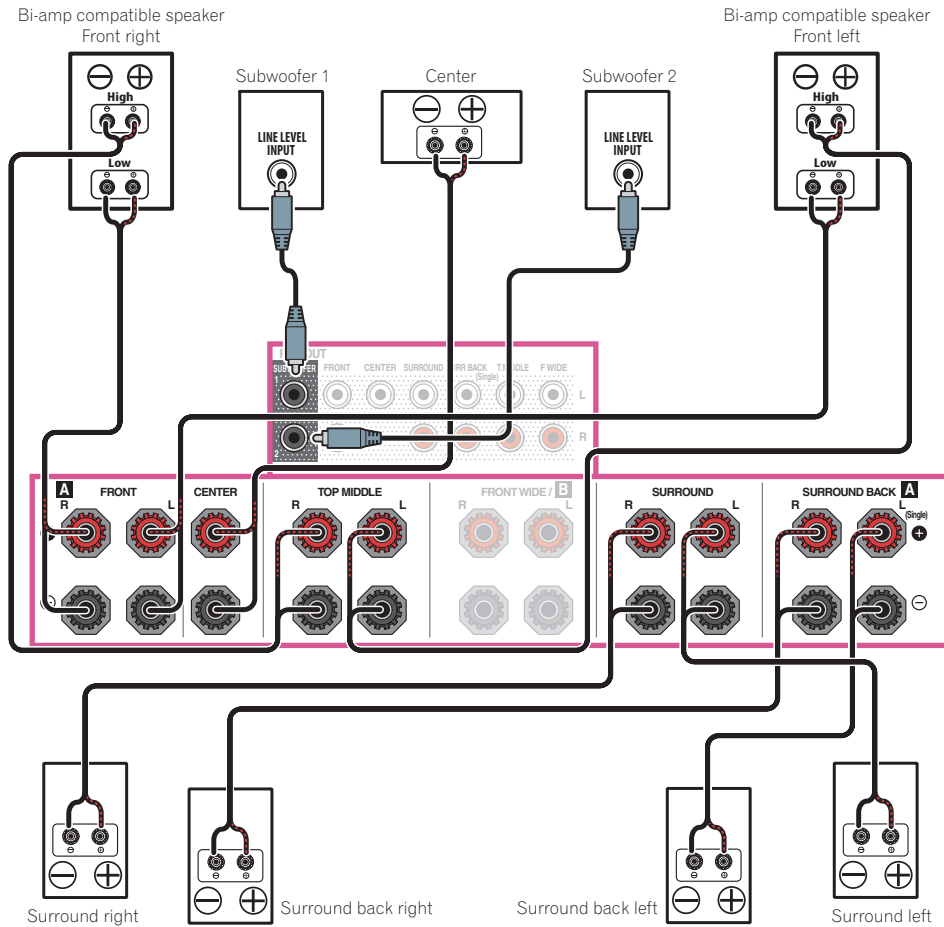 Bi-amp compatible speaker
Front right
Bi-amp compatible speaker
Front left
Subwoofer 1
Center
Subwoofer 2
High
Low
LINE LEVEL
INPUT
LINE LEVEL
INPUT
High
Low
FRONT
CENTER
SURROUND
(Single)
F WIDE
1
L
2
R
A
FRONT
R
L
CENTER
TOP MIDDLE
R
L
FRONT WIDE / B
R
L
SURROUND
R
L
SURROUND BACK A
R
L
(Single)
Surround right
Surround back right
Surround back left
Surround left